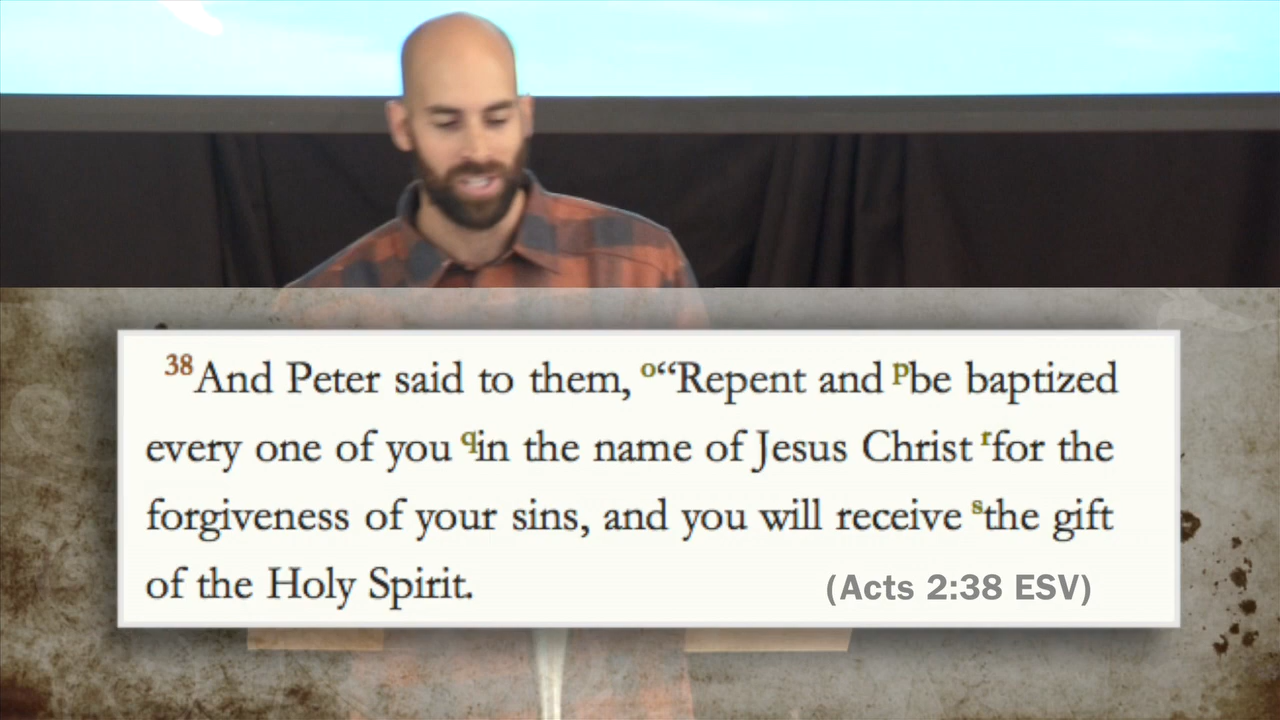 38And Peter said to them, o“Repent and pbe baptized
every one of you qin the name of Jesus Christ rfor the
forgiveness of your sins, and you will receive sthe gift
of the Holy Spirit. (Acts 2:38 ESV)